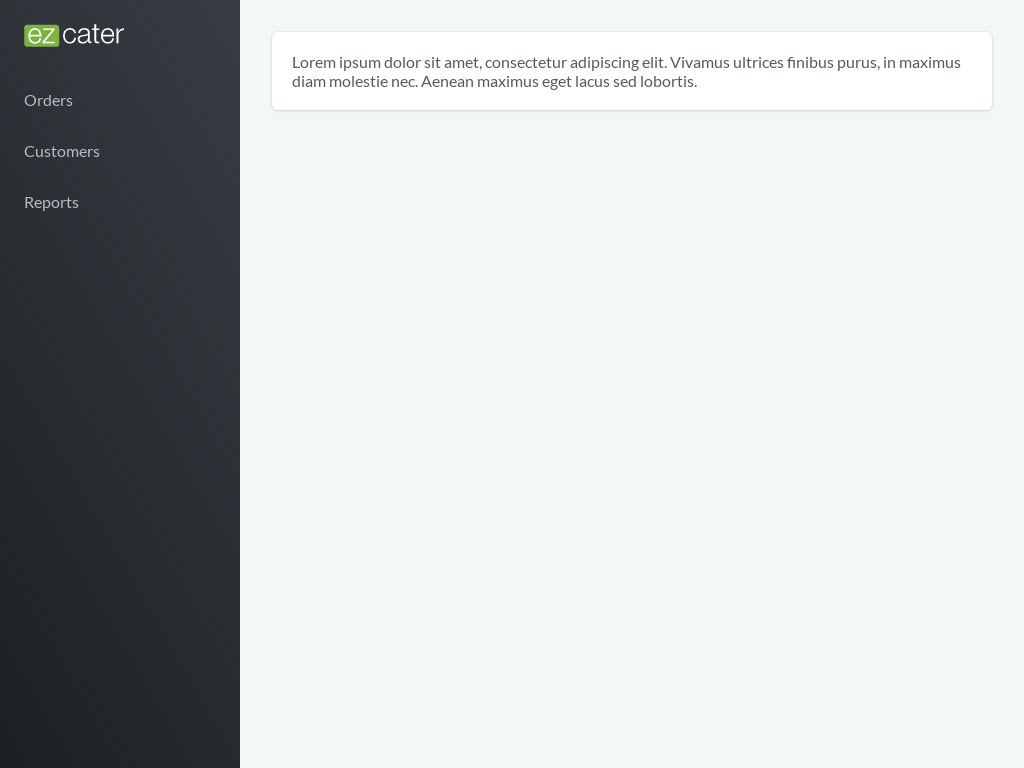 ezcater
Orders
Customers
Reports
Lorem ipsum dolor sit amet, consectetur adipiscing elit. Vivamus ultrices finibus purus, in maximus
diam molestie nec. Aenean maximus eget lacus sed lobortis.